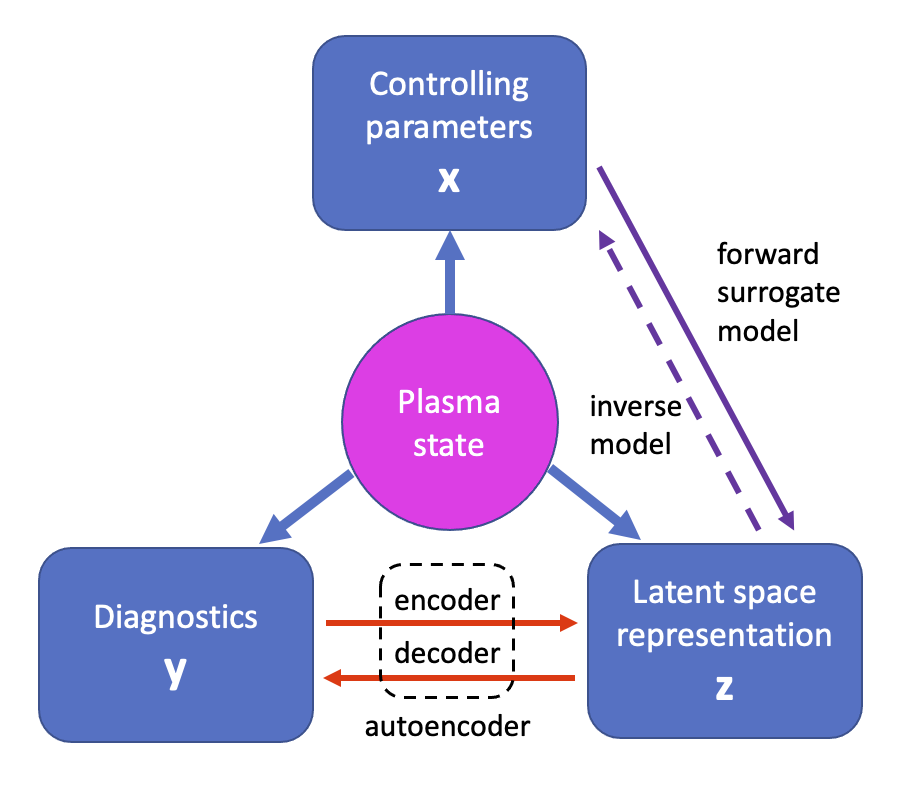 Controlling
parameters
x
forward
surrogate
model
Plasma
state
inverse
model
Diagnostics
y
encoder
decoder
autoencoder
Latent space
representation
z